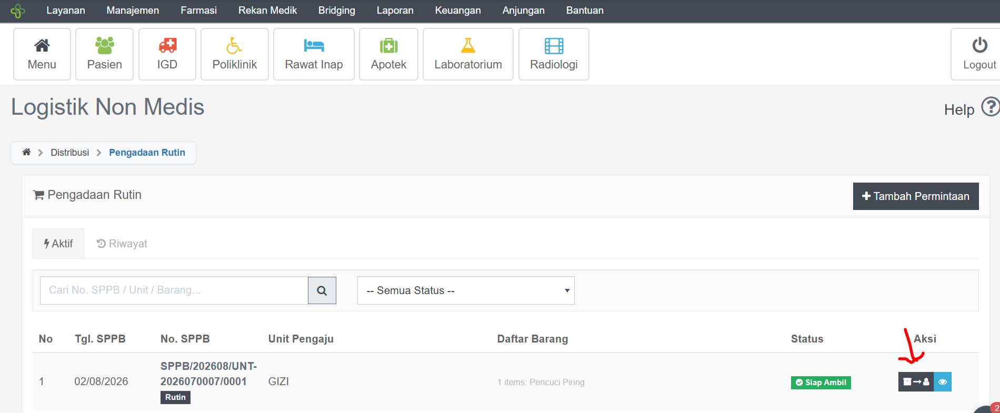 Layanan Manajemen Farmasi Rekan Medik Bridging Laporan Keuangan Anjungan Bantuan
Menu Pasien IGD Poliklinik Rawat Inap Apotek Laboratorium Radiologi Logout
Logistik Non Medis
Help ?
Distribusi Pengadaan Rutin
Pengadaan Rutin
+ Tambah Permintaan
Aktif Riwayat
Cari No. SPPB / Unit / Barang...
-- Semua Status --
No Tgl. SPPB No. SPPB Unit Pengaju Daftar Barang Status Aksi
1 02/08/2026 SPPB/202608/UNT-
2026070007/0001 GIZI 1 items: Pencuci Piring Siap Ambil
Rutin
2